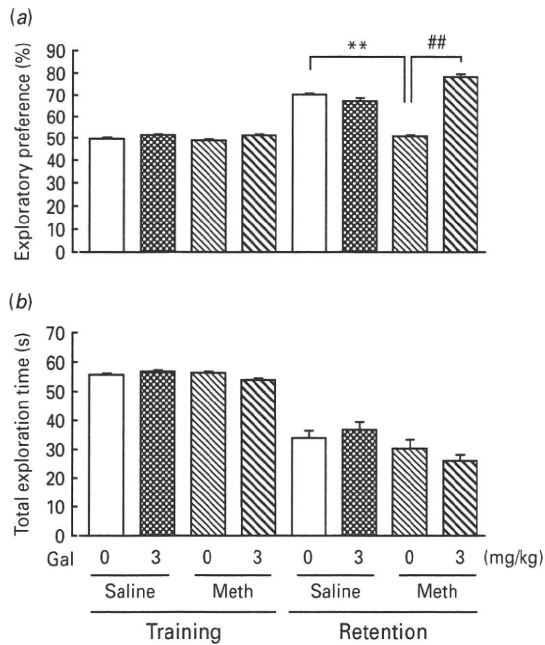 (a)
** ##
Exploratory preference (%)
90
80
70
60
50
40
30
20
10
0
(b)
Total exploration time (s)
70
60
50
40
30
20
10
0
Gal 0 3 0 3 0 3 0 3 (mg/kg)
Saline Meth Saline Meth
Training Retention